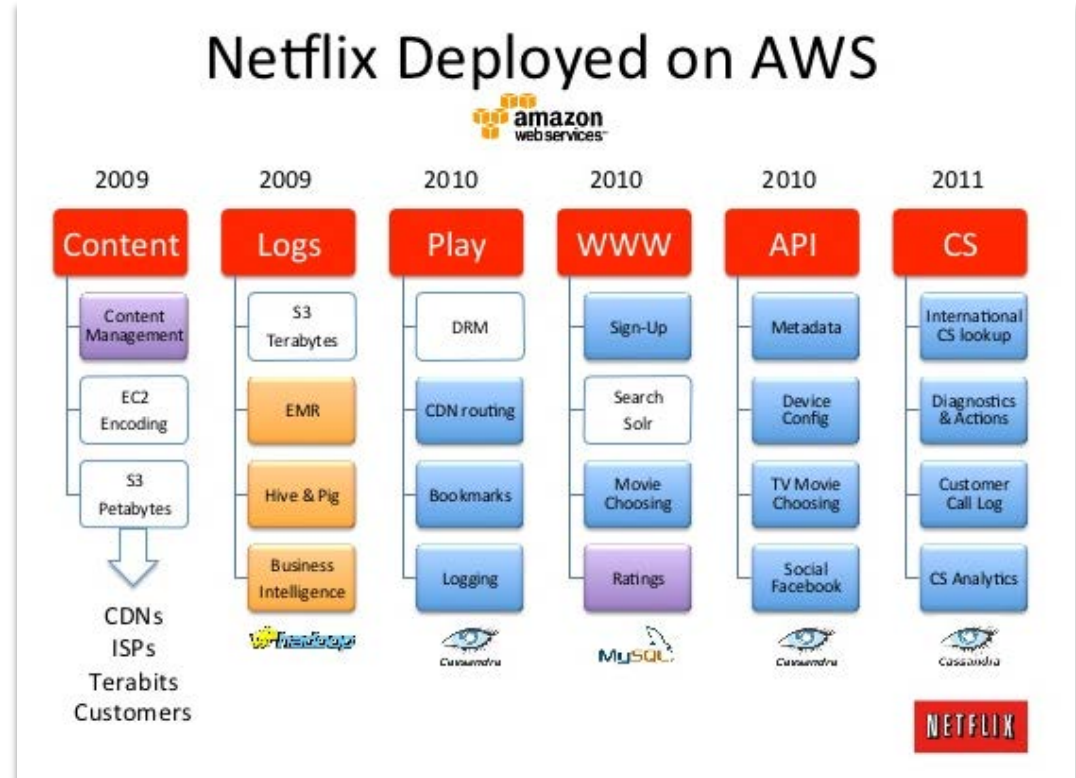 Netflix Deployed on AWS
amazon
webservices™
2009
2009
2010
2010
2010
2011
Content
Logs
Play
WWW
API
CS
Content
Management
EC2
Encoding
S3
Petabytes
CDNs
ISPs
Terabits
Customers
S3
Terabytes
EMR
Hive & Pig
Business
Intelligence
hadoop
DRM
CDN routing
Bookmarks
Logging
Cassandra
Sign-Up
Search
Solr
Movie
Choosing
Ratings
MySQL
Metadata
Device
Config
TV Movie
Choosing
Social
Facebook
Cassandra
International
CS lookup
Diagnostics
& Actions
Customer
Call Log
CS Analytics
Cassandra
NETFLIX